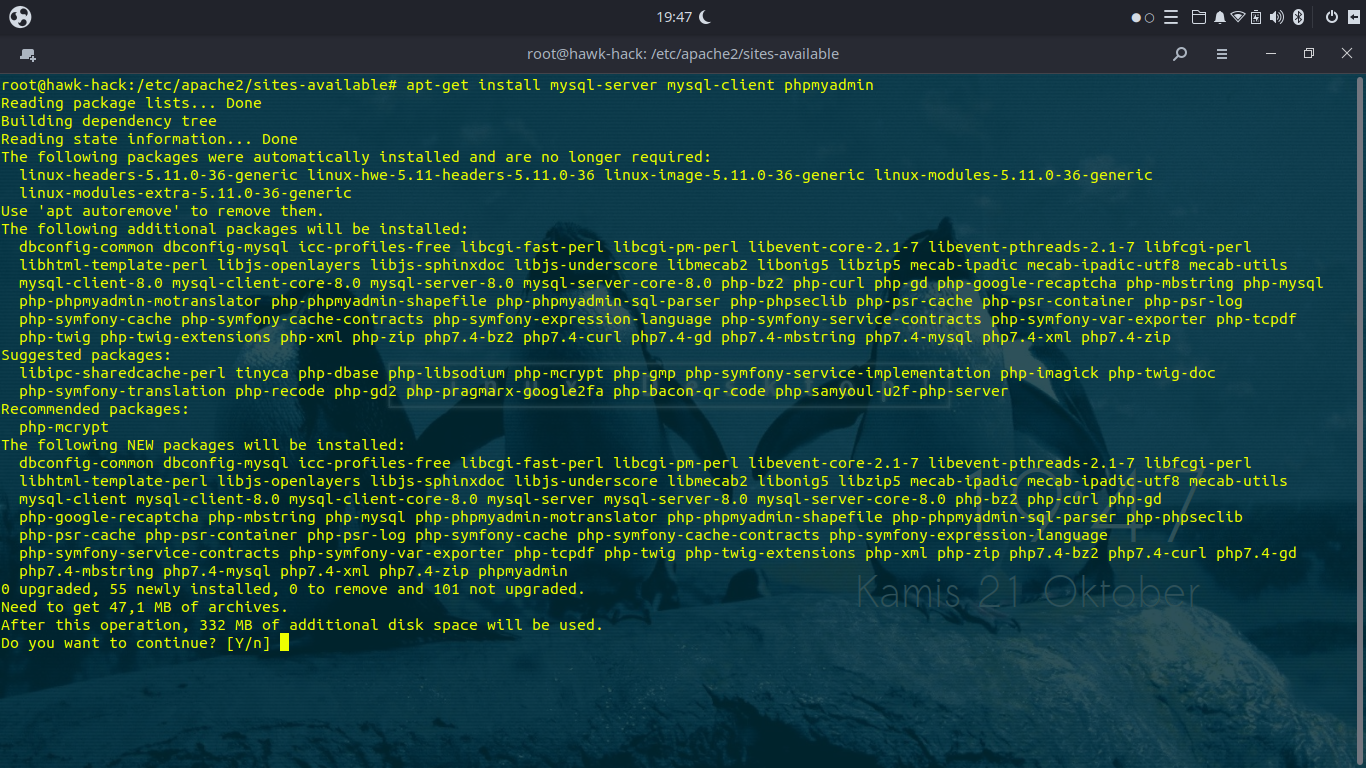 19:47
root@hawk-hack: /etc/apache2/sites-available
root@hawk-hack:/etc/apache2/sites-available# apt-get install mysql-server mysql-client phpmyadmin
Reading package lists... Done
Building dependency tree
Reading state information... Done
The following packages were automatically installed and are no longer required:
  linux-headers-5.11.0-36-generic linux-hwe-5.11-headers-5.11.0-36 linux-image-5.11.0-36-generic linux-modules-5.11.0-36-generic
  linux-modules-extra-5.11.0-36-generic
Use 'apt autoremove' to remove them.
The following additional packages will be installed:
  dbconfig-common dbconfig-mysql icc-profiles-free libcgi-fast-perl libcgi-pm-perl libevent-core-2.1-7 libevent-pthreads-2.1-7 libfcgi-perl
  libhtml-template-perl libjs-openlayers libjs-sphinxdoc libjs-underscore libmecab2 libonig5 libzip5 mecab-ipadic mecab-ipadic-utf8 mecab-utils
  mysql-client-8.0 mysql-client-core-8.0 mysql-server-8.0 mysql-server-core-8.0 php-bz2 php-curl php-gd php-google-recaptcha php-mbstring php-mysql
  php-phpmyadmin-motranslator php-phpmyadmin-shapefile php-phpmyadmin-sql-parser php-phpseclib php-psr-cache php-psr-container php-psr-log
  php-symfony-cache php-symfony-cache-contracts php-symfony-expression-language php-symfony-service-contracts php-symfony-var-exporter php-tcpdf
  php-twig php-twig-extensions php-xml php-zip php7.4-bz2 php7.4-curl php7.4-gd php7.4-mbstring php7.4-mysql php7.4-xml php7.4-zip
Suggested packages:
  libipc-sharedcache-perl tinyca php-dbase php-libsodium php-mcrypt php-gmp php-symfony-service-implementation php-imagick php-twig-doc
  php-symfony-translation php-recode php-gd2 php-pragmarx-google2fa php-bacon-qr-code php-samyoul-u2f-php-server
Recommended packages:
  php-mcrypt
The following NEW packages will be installed:
  dbconfig-common dbconfig-mysql icc-profiles-free libcgi-fast-perl libcgi-pm-perl libevent-core-2.1-7 libevent-pthreads-2.1-7 libfcgi-perl
  libhtml-template-perl libjs-openlayers libjs-sphinxdoc libjs-underscore libmecab2 libonig5 libzip5 mecab-ipadic mecab-ipadic-utf8 mecab-utils
  mysql-client mysql-client-8.0 mysql-client-core-8.0 mysql-server mysql-server-8.0 mysql-server-core-8.0 php-bz2 php-curl php-gd
  php-google-recaptcha php-mbstring php-mysql php-phpmyadmin-motranslator php-phpmyadmin-shapefile php-phpmyadmin-sql-parser php-phpseclib
  php-psr-cache php-psr-container php-psr-log php-symfony-cache php-symfony-cache-contracts php-symfony-expression-language
  php-symfony-service-contracts php-symfony-var-exporter php-tcpdf php-twig php-twig-extensions php-xml php-zip php7.4-bz2 php7.4-curl php7.4-gd
  php7.4-mbstring php7.4-mysql php7.4-xml php7.4-zip phpmyadmin
0 upgraded, 55 newly installed, 0 to remove and 101 not upgraded.
Need to get 47,1 MB of archives.
After this operation, 332 MB of additional disk space will be used.
Do you want to continue? [Y/n]
19:47
Kamis 21 Oktober